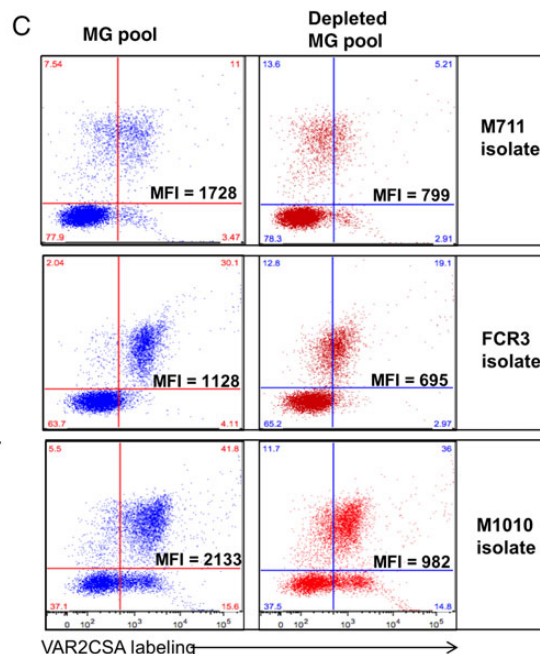 C
MG pool
Depleted
MG pool
7.54
11
MFI = 1728
77.9
3.47
13.6
5.21
MFI = 799
78.3
2.91
M711
isolate
2.04
30.1
MFI = 1128
63.7
4.11
12.8
19.1
MFI = 695
65.2
2.97
FCR3
isolate
5.5
41.8
MFI = 2133
37.1
15.6
11.7
36
MFI = 982
37.5
14.8
M1010
isolate
0 10² 10³ 10⁴ 10⁵
0 10² 10³ 10⁴ 10⁵
VAR2CSA labeling